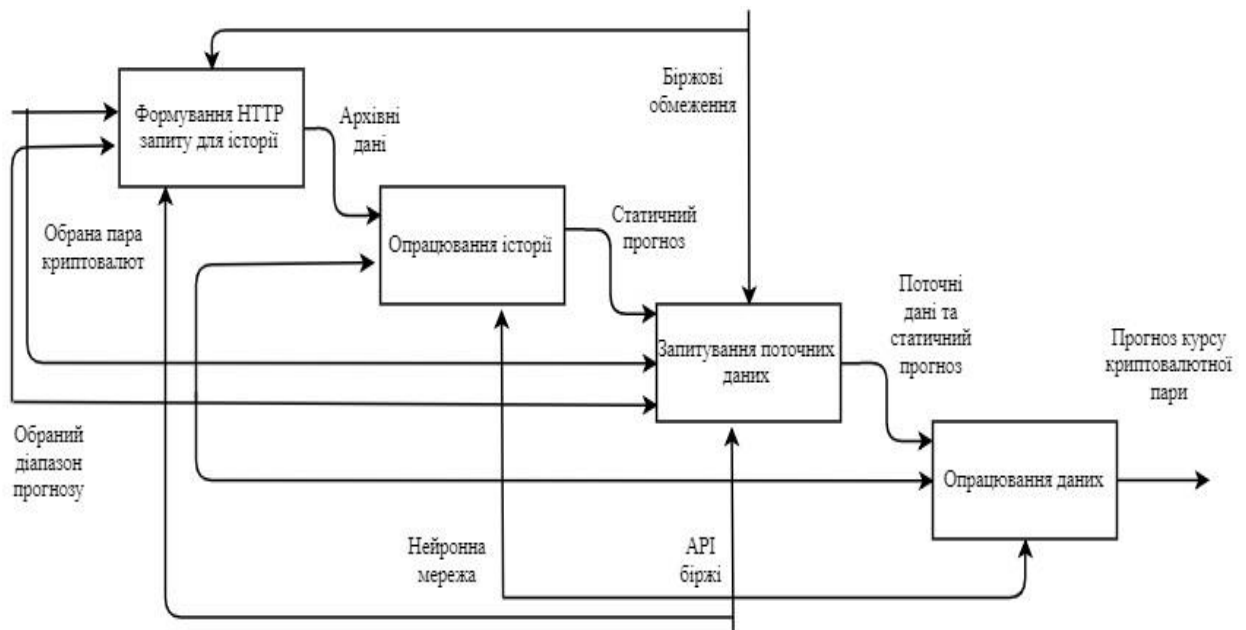 Формування HTTP
запиту для історії
Архівні
дані
Біржові
обмеження
Обрана пара
криптовалют
Опрацювання історії
Статичний
прогноз
Запитування поточних
даних
Поточні
дані та
статичний
прогноз
Прогноз курсу
криптовалютної
пари
Обраний
діапазон
прогнозу
Опрацювання даних
Нейронна
мережа
АРІ
біржі